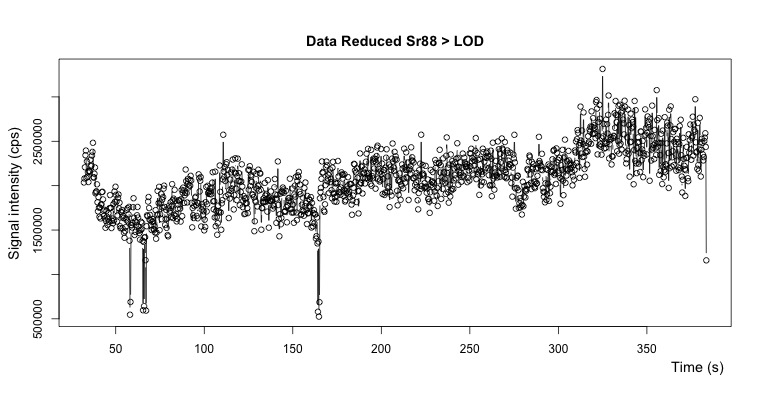 Data Reduced Sr88 > LOD
Signal intensity (cps)
2500000
1500000
500000
50 100 150 200 250 300 350
Time (s)